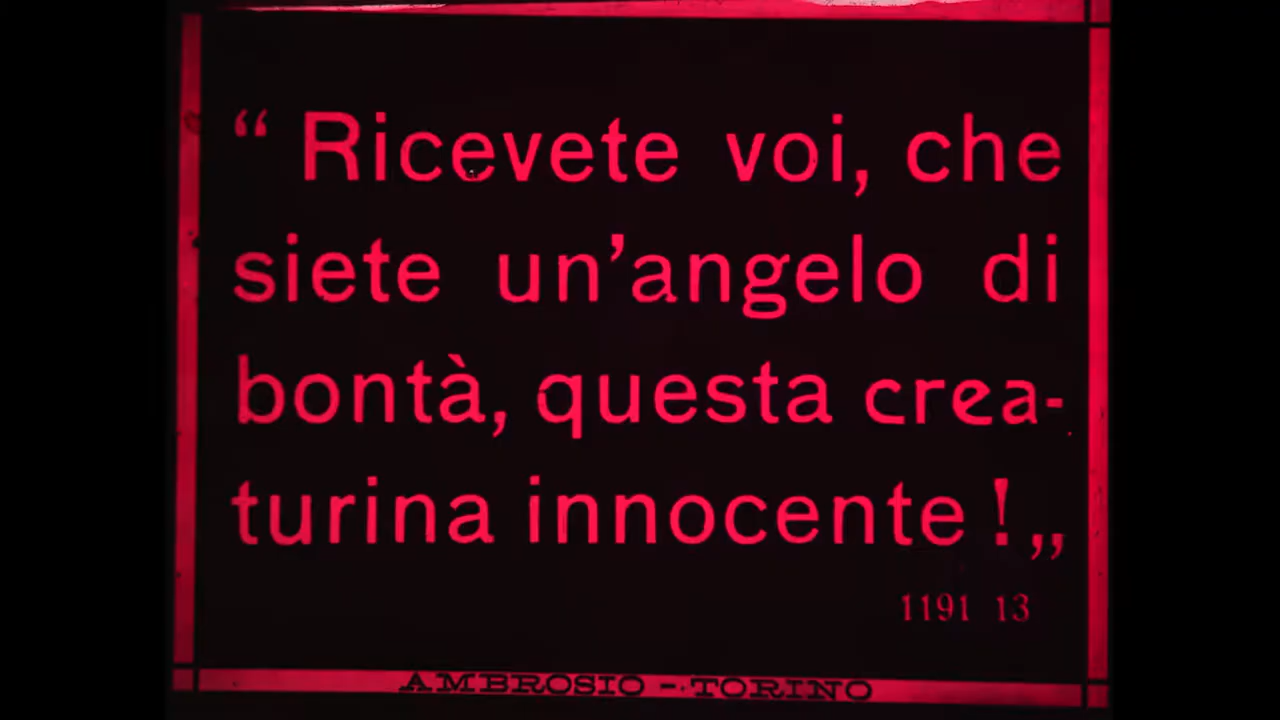 “ Ricevete voi, che
siete un’angelo di
bontà, questa crea-
turina innocente !„
1191 13
AMBROSIO - TORINO